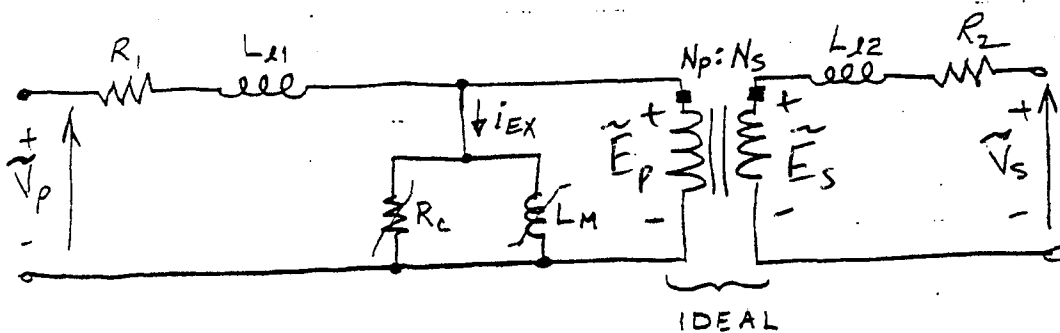 R₁
Lℓ1
Np:Ns
Lℓ2
R₂
+
Ṽp
-
iEX
Rc
LM
+
Ẽp
-
+
Ẽs
-
+
Ṽs
-
IDEAL